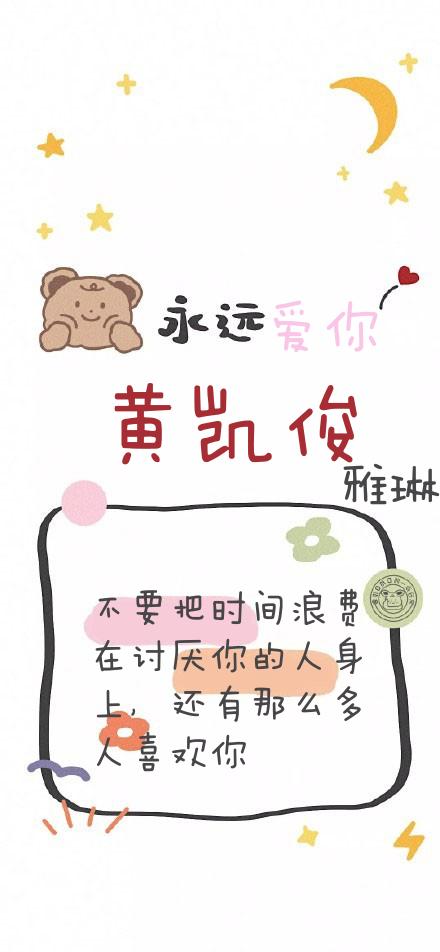 永远爱你
黄凯俊
雅琳
不要把时间浪费
在讨厌你的人身
上，还有那么多
人喜欢你